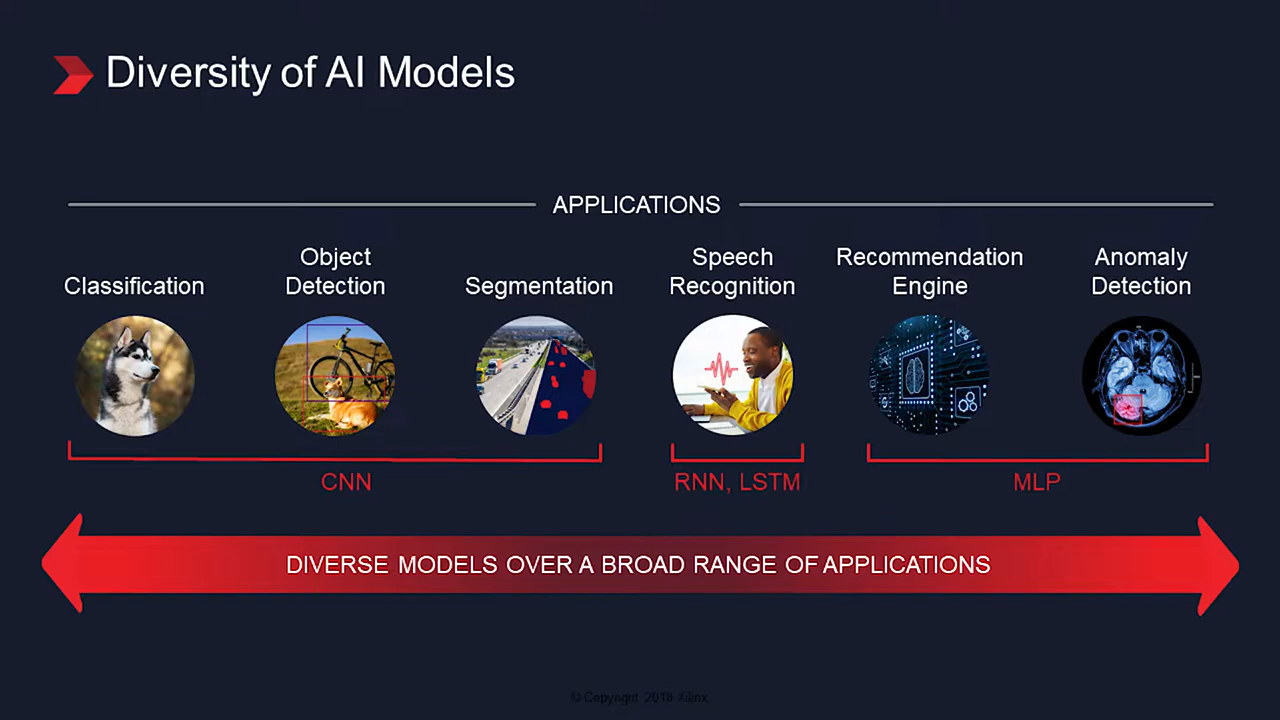 Diversity of AI Models
APPLICATIONS
Classification
Object
Detection
Segmentation
Speech
Recognition
Recommendation
Engine
Anomaly
Detection
CNN
RNN, LSTM
MLP
DIVERSE MODELS OVER A BROAD RANGE OF APPLICATIONS
© Copyright 2018 Xilinx